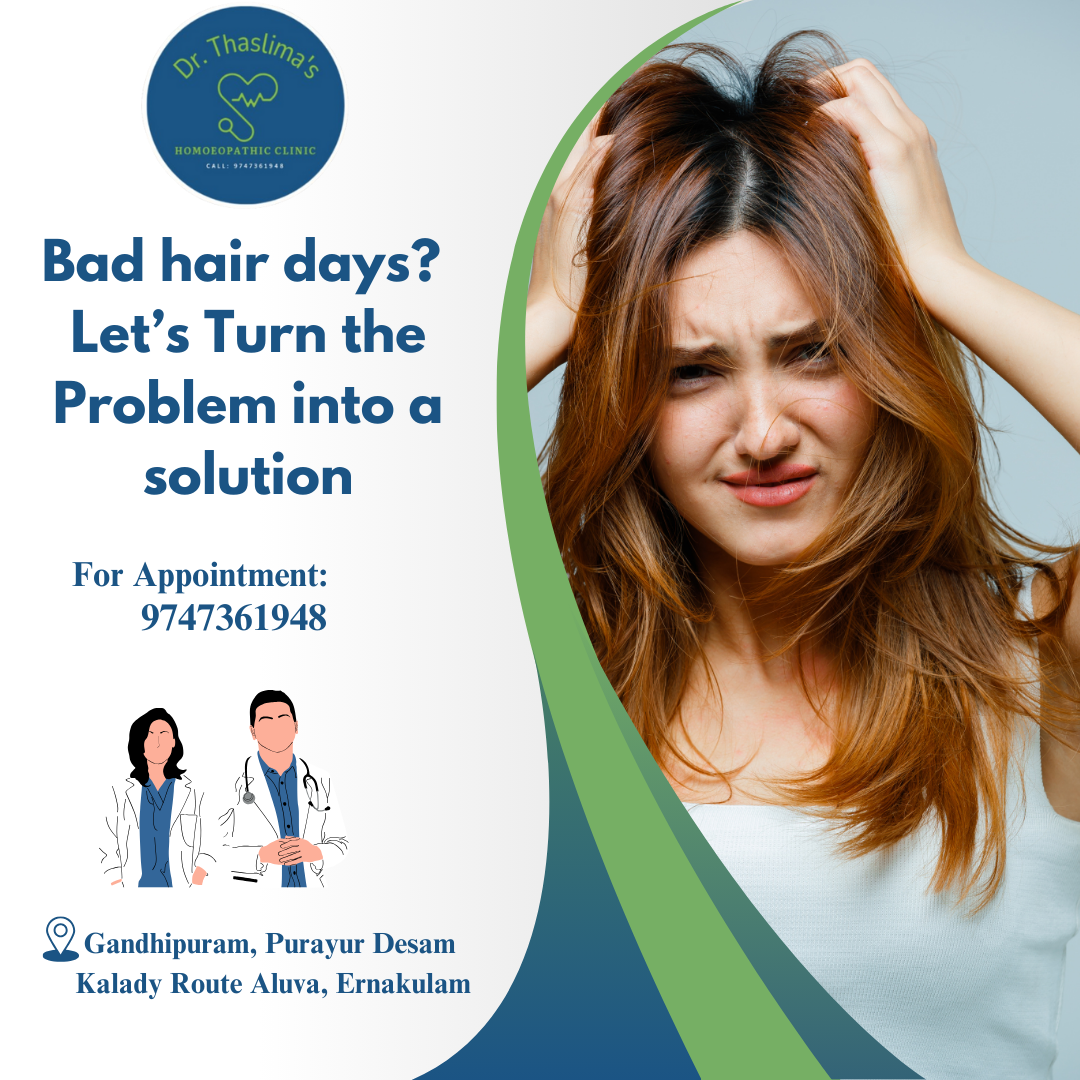 Dr. Thaslima's
HOMOEOPATHIC CLINIC
CALL: 9747361948
Bad hair days?
Let’s Turn the
Problem into a
solution
For Appointment:
9747361948
Gandhipuram, Purayur Desam
Kalady Route Aluva, Ernakulam